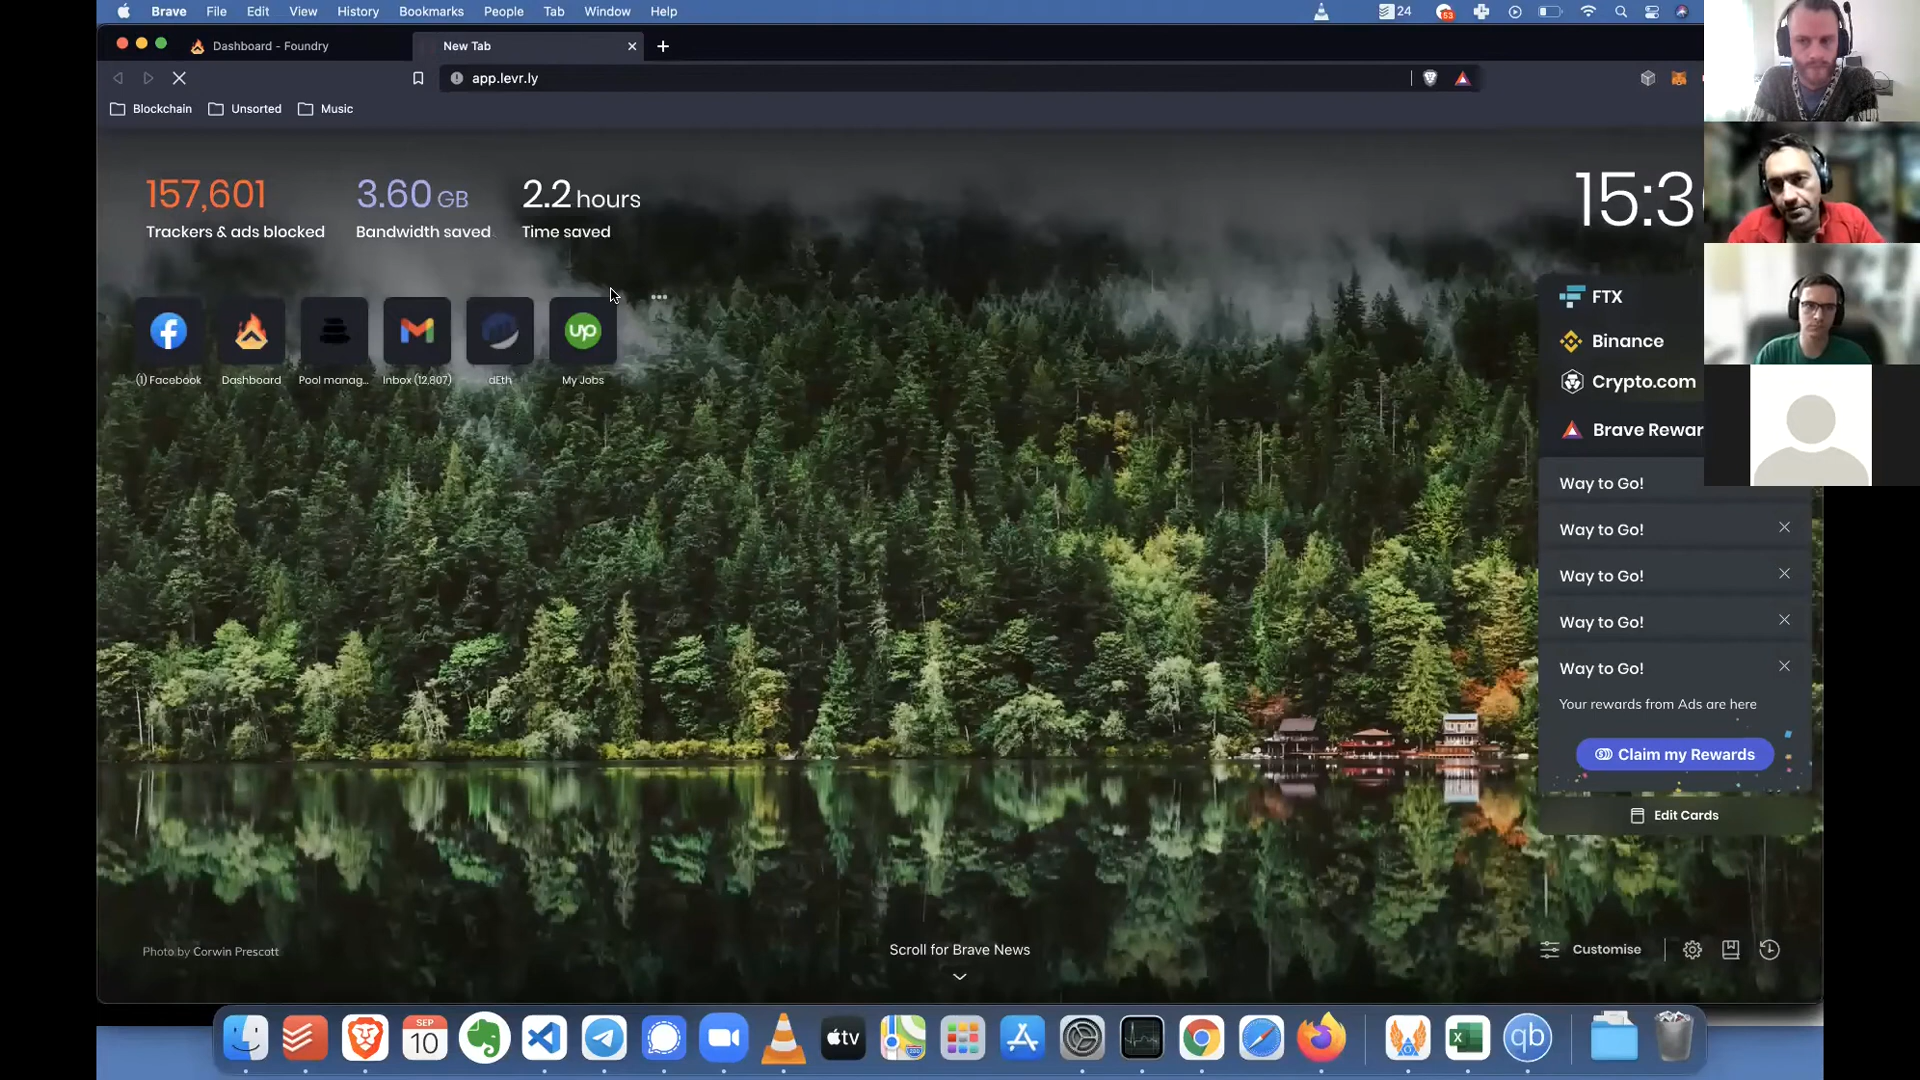 Brave File Edit View History Bookmarks People Tab Window Help 24 53
Dashboard - Foundry New Tab
app.levr.ly
Blockchain Unsorted Music
157,601 3.60 GB 2.2 hours
Trackers & ads blocked Bandwidth saved Time saved
15:3
up
(1) Facebook Dashboard Pool manag... Inbox (12,807) dEth My Jobs
FTX
Binance
Crypto.com
Brave Rewar
Way to Go!
Way to Go!
Way to Go!
Way to Go!
Way to Go!
Your rewards from Ads are here
Claim my Rewards
Edit Cards
Photo by Corwin Prescott
Scroll for Brave News
Customise
SEP
10
tv
qb